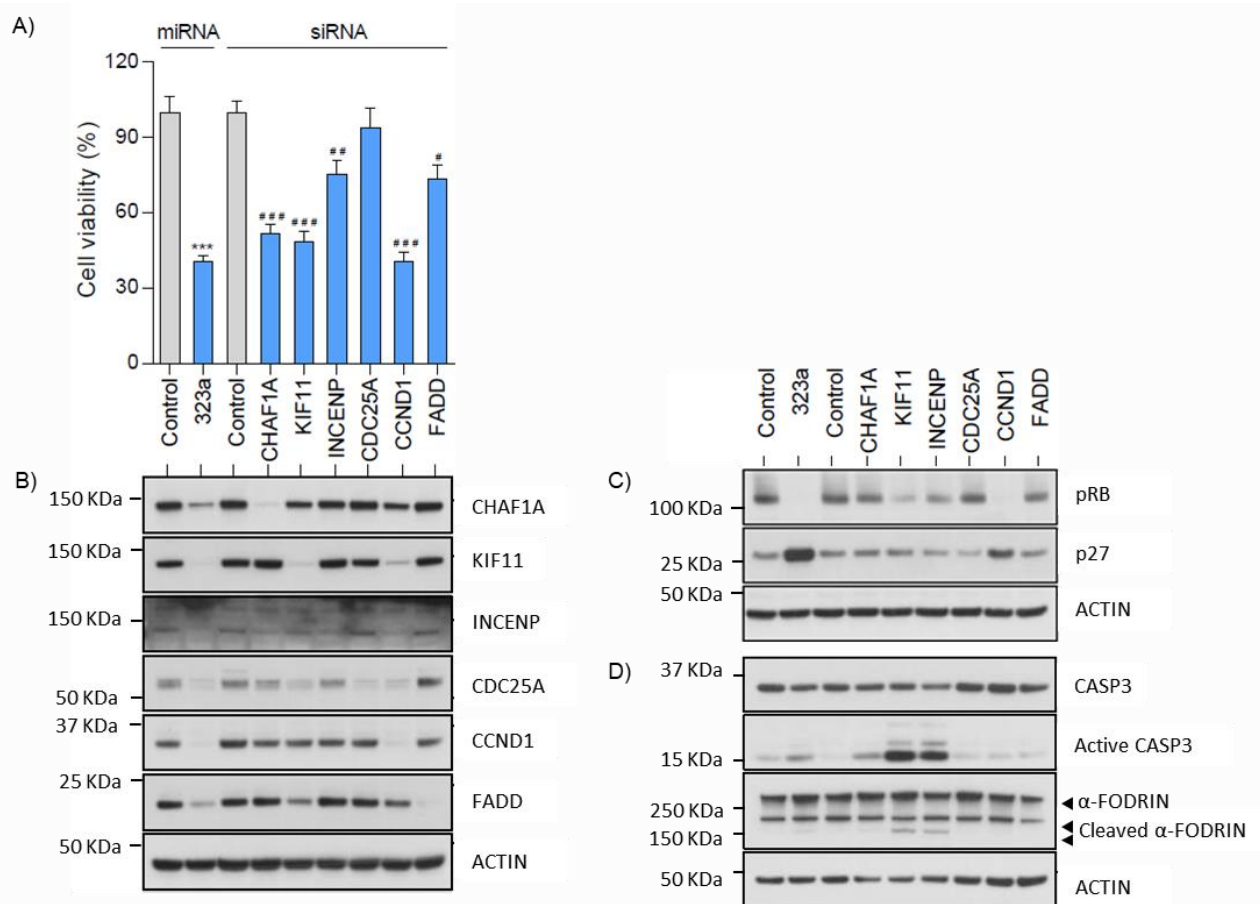 A)
miRNA siRNA
120
90
60
30
0
Cell viability (%)
***
###
###
##
###
#
Control
323a
Control
CHAF1A
KIF11
INCENP
CDC25A
CCND1
FADD
B)
150 KDa CHAF1A
150 KDa KIF11
150 KDa INCENP
50 KDa CDC25A
37 KDa CCND1
25 KDa FADD
50 KDa ACTIN
Control
323a
Control
CHAF1A
KIF11
INCENP
CDC25A
CCND1
FADD
C)
100 KDa pRB
25 KDa p27
50 KDa ACTIN
D)
37 KDa CASP3
15 KDa Active CASP3
250 KDa α-FODRIN
150 KDa Cleaved α-FODRIN
50 KDa ACTIN